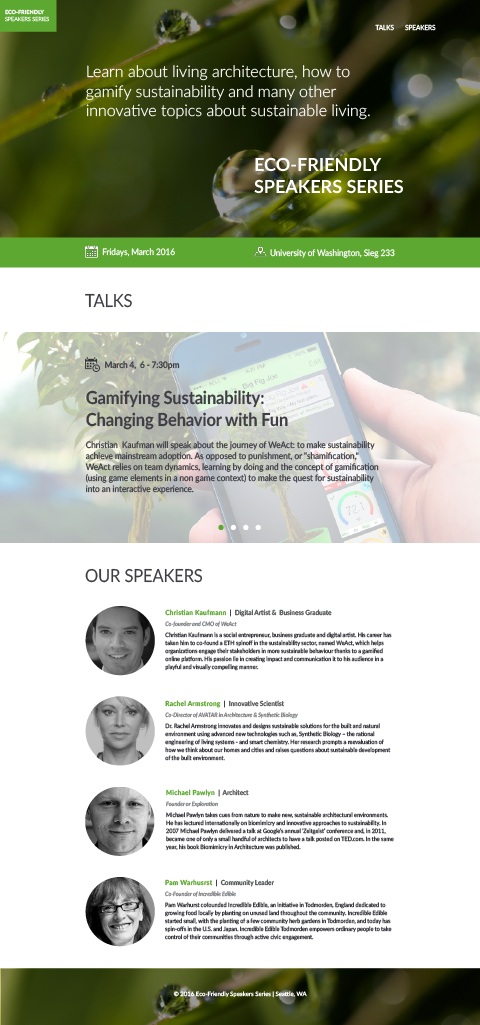 ECO-FRIENDLY
SPEAKERS SERIES
TALKS SPEAKERS
Learn about living architecture, how to
gamify sustainability and many other
innovative topics about sustainable living.
ECO-FRIENDLY
SPEAKERS SERIES
Fridays, March 2016
University of Washington, Sieg 233
TALKS
March 4, 6 - 7:30pm
Gamifying Sustainability:
Changing Behavior with Fun
Christian Kaufman will speak about the journey of WeAct: to make sustainability
achieve mainstream adoption. As opposed to punishment, or "shamification,"
WeAct relies on team dynamics, learning by doing and the concept of gamification
(using game elements in a non game context) to make the quest for sustainability
into an interactive experience.
OUR SPEAKERS
Christian Kaufmann | Digital Artist & Business Graduate
Co-founder and CMO of WeAct
Christian Kaufmann is a social entrepreneur, business graduate and digital artist. His career has
taken him to co-found a ETH spinoff in the sustainability sector, named WeAct, which helps
organizations engage their stakeholders in more sustainable behaviour thanks to a gamified
online platform. His passion lie in creating impact and communication it to his audience in a
playful and visually compelling manner.
Rachel Armstrong | Innovative Scientist
Co-Director of AVATAR in Architecture & Synthetic Biology
Dr. Rachel Armstrong innovates and designs sustainable solutions for the built and natural
environment using advanced new technologies such as, Synthetic Biology – the rational
engineering of living systems - and smart chemistry. Her research prompts a reevaluation of
how we think about our homes and cities and raises questions about sustainable development
of the built environment.
Michael Pawlyn | Architect
Founder or Exploration
Michael Pawlyn takes cues from nature to make new, sustainable architectural environments.
He has lectured internationally on biomimicry and innovative approaches to sustainability. In
2007 Michael Pawlyn delivered a talk at Google's annual 'Zeitgeist' conference and, in 2011,
became one of only a small handful of architects to have a talk posted on TED.com. In the same
year, his book Biomimicry in Architecture was published.
Pam Warhusrst | Community Leader
Co-Founder of Incredible Edible
Pam Warhurst cofounded Incredible Edible, an initiative in Todmorden, England dedicated to
growing food locally by planting on unused land throughout the community. Incredible Edible
started small, with the planting of a few community herb gardens in Todmorden, and today has
spin-offs in the U.S. and Japan. Incredible Edible Todmorden empowers ordinary people to take
control of their communities through active civic engagement.
© 2016 Eco-Friendly Speakers Series | Seattle, WA